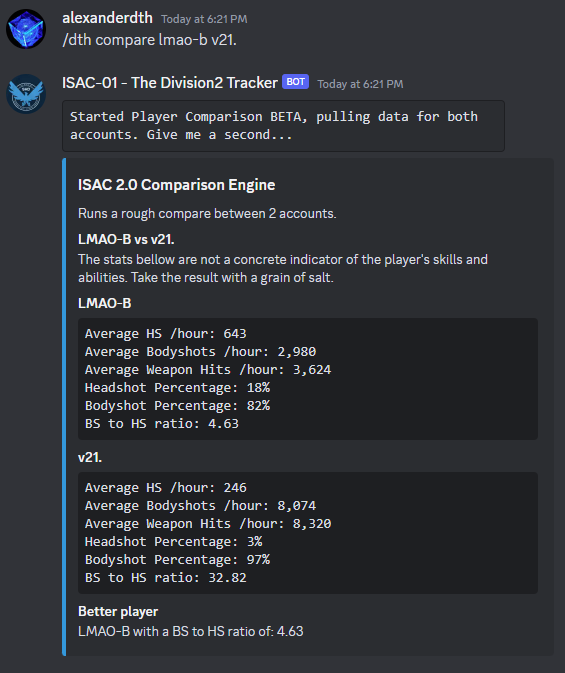 alexanderdth Today at 6:21 PM
/dth compare lmao-b v21.
ISAC-01 - The Division2 Tracker BOT Today at 6:21 PM
Started Player Comparison BETA, pulling data for both
accounts. Give me a second...
ISAC 2.0 Comparison Engine
Runs a rough compare between 2 accounts.
LMAO-B vs v21.
The stats bellow are not a concrete indicator of the player's skills and
abilities. Take the result with a grain of salt.
LMAO-B
Average HS /hour: 643
Average Bodyshots /hour: 2,980
Average Weapon Hits /hour: 3,624
Headshot Percentage: 18%
Bodyshot Percentage: 82%
BS to HS ratio: 4.63
v21.
Average HS /hour: 246
Average Bodyshots /hour: 8,074
Average Weapon Hits /hour: 8,320
Headshot Percentage: 3%
Bodyshot Percentage: 97%
BS to HS ratio: 32.82
Better player
LMAO-B with a BS to HS ratio of: 4.63